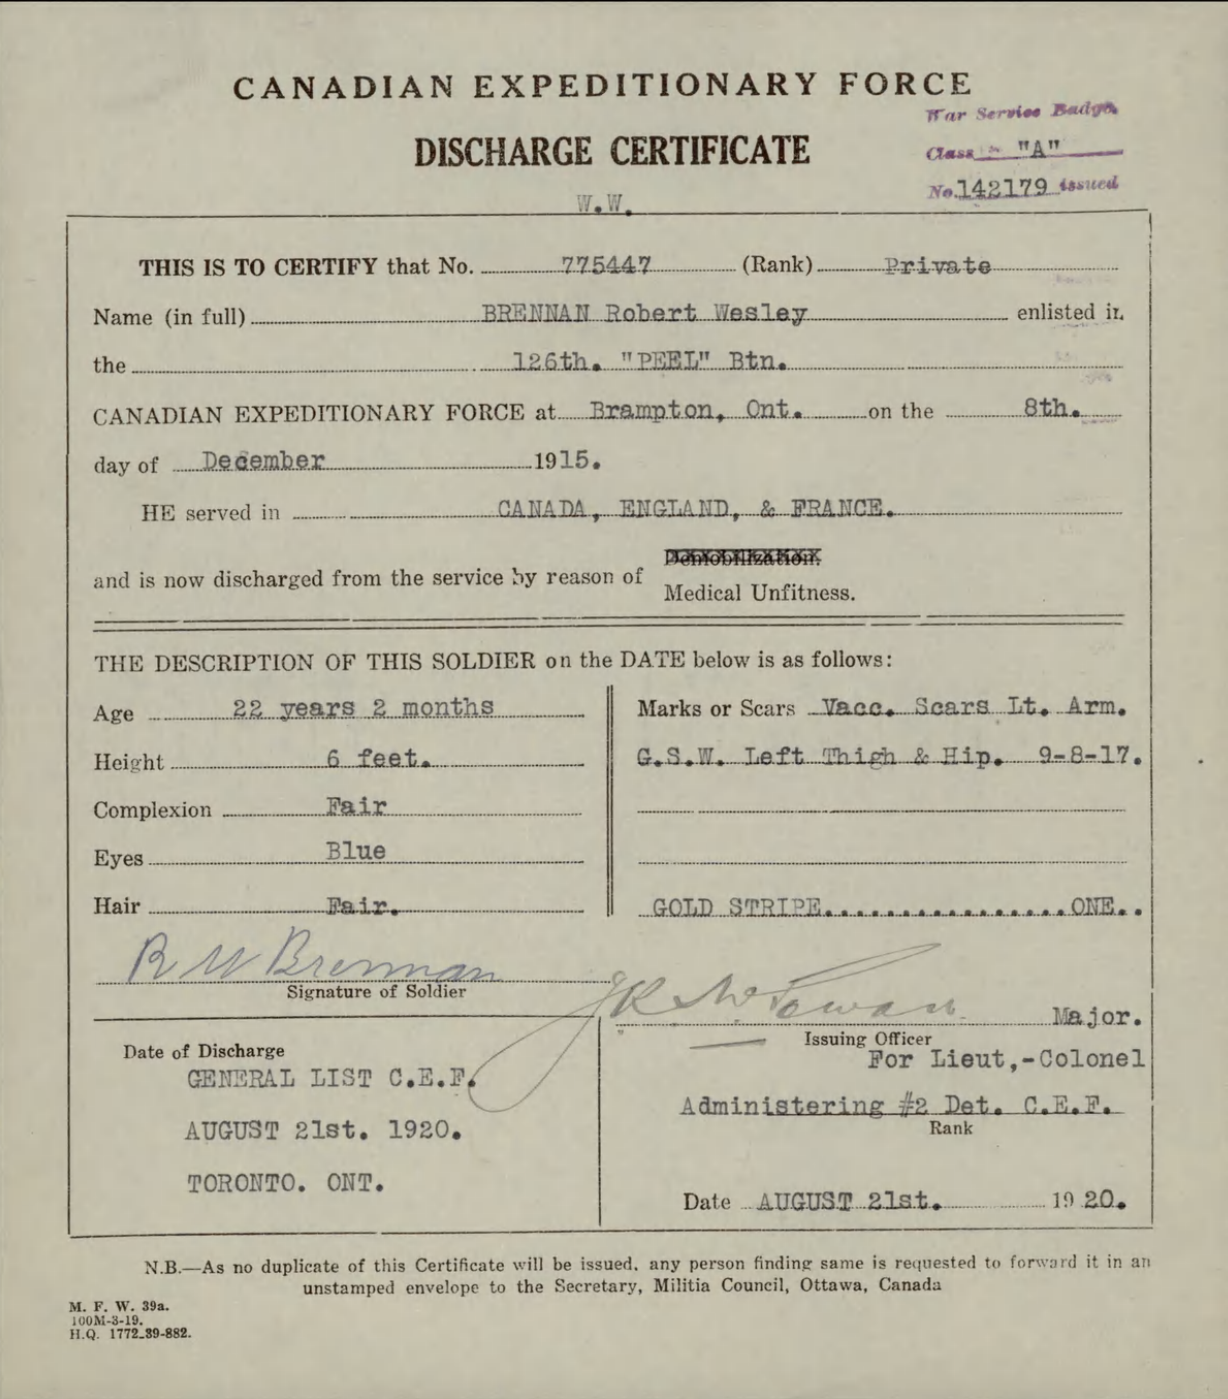 CANADIAN EXPEDITIONARY FORCE
War Service Badge
DISCHARGE CERTIFICATE
Class - "A"
No. 142179 issued
W.W.
THIS IS TO CERTIFY that No. 775447 (Rank) Private
Name (in full) BRENNAN Robert Wesley enlisted in
the 126th. "PEEL" Btn.
CANADIAN EXPEDITIONARY FORCE at Brampton, Ont. on the 8th.
day of December 1915.
HE served in CANADA, ENGLAND, & FRANCE.
Demobilization.
and is now discharged from the service by reason of
Medical Unfitness.
THE DESCRIPTION OF THIS SOLDIER on the DATE below is as follows:
Age 22 years 2 months
Height 6 feet.
Complexion Fair
Eyes Blue
Hair Fair.
Marks or Scars Vacc. Scars Lt. Arm.
G.S.W. Left Thigh & Hip. 9-8-17.
GOLD STRIPE................ONE..
R W Brennan
Signature of Soldier
Date of Discharge
GENERAL LIST C.E.F.
AUGUST 21st. 1920.
TORONTO. ONT.
Major.
Issuing Officer
For Lieut,-Colonel
Administering #2 Det. C.E.F.
Rank
Date AUGUST 21st. 1920.
N.B.—As no duplicate of this Certificate will be issued, any person finding same is requested to forward it in an
unstamped envelope to the Secretary, Militia Council, Ottawa, Canada
M. F. W. 39a.
100M-3-19.
H.Q. 1772-39-882.